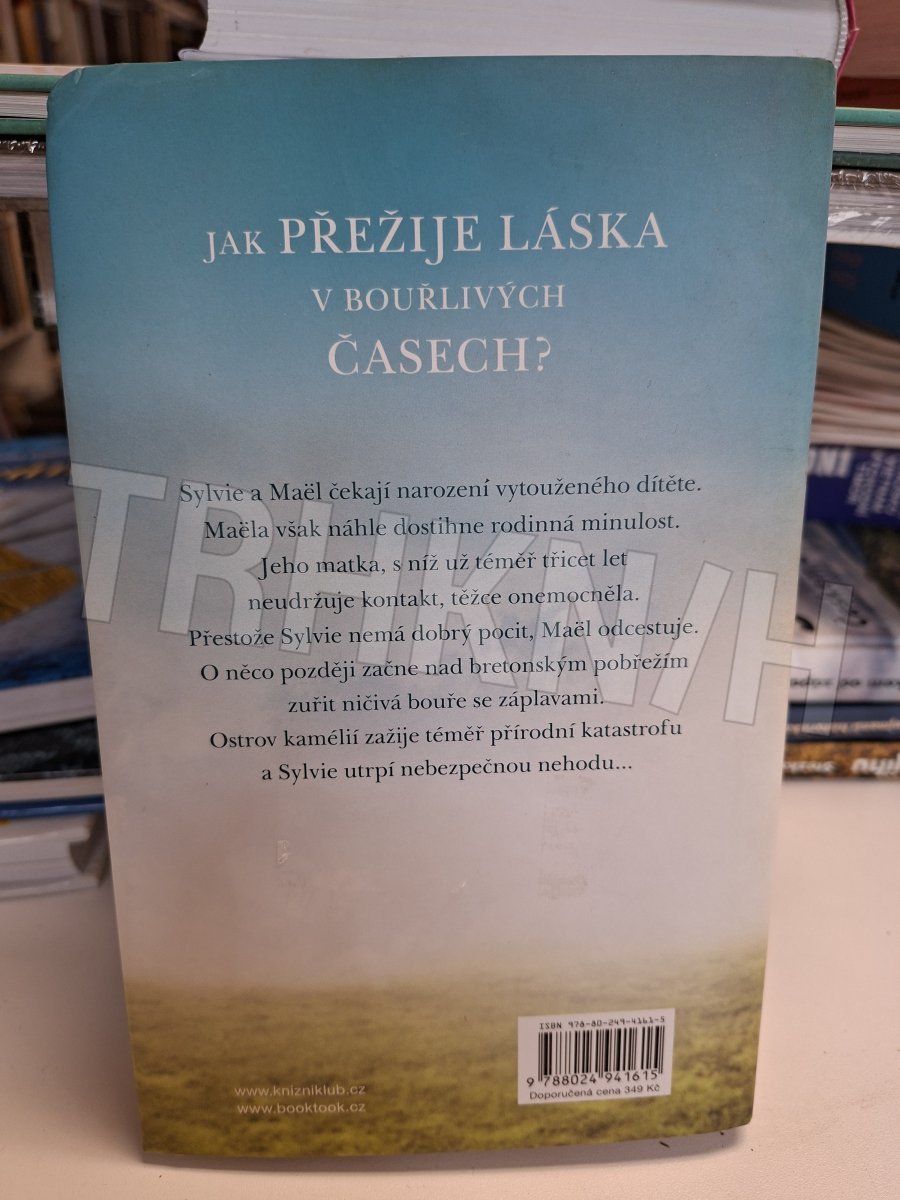 JAK PŘEŽIJE LÁSKA
V BOUŘLIVÝCH
ČASECH?
Sylvie a Maël čekají narození vytouženého dítěte.
Maëla však náhle dostihne rodinná minulost.
Jeho matka, s níž už téměř třicet let
neudržuje kontakt, těžce onemocněla.
Přestože Sylvie nemá dobrý pocit, Maël odcestuje.
O něco později začne nad bretonským pobřežím
zuřit ničivá bouře se záplavami.
Ostrov kamélií zažije téměř přírodní katastrofu
a Sylvie utrpí nebezpečnou nehodu...
TRHKNIH
ISBN 978-80-249-4161-5
9 788024 941615
Doporučená cena 349 Kč
www.knizniklub.cz
www.booktook.cz